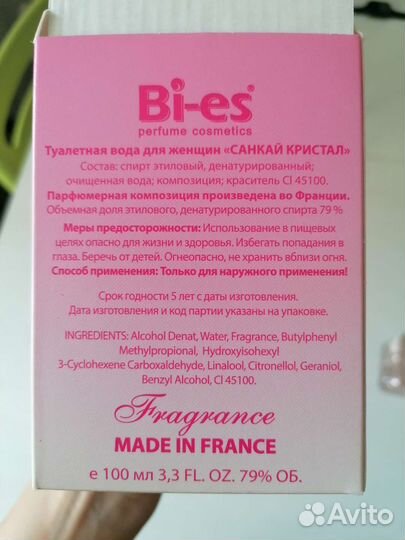 Bi-es
perfume cosmetics
Туалетная вода для женщин «САНКАЙ КРИСТАЛ»
Состав: спирт этиловый, денатурированный;
очищенная вода; композиция; краситель CI 45100.
Парфюмерная композиция произведена во Франции.
Объемная доля этилового, денатурированного спирта 79 %
Меры предосторожности: Использование в пищевых
целях опасно для жизни и здоровья. Избегать попадания в
глаза. Беречь от детей. Огнеопасно, не хранить вблизи огня.
Способ применения: Только для наружного применения!
Срок годности 5 лет с даты изготовления.
Дата изготовления и код партии указаны на упаковке.
INGREDIENTS: Alcohol Denat, Water, Fragrance, Butylphenyl
Methylpropional, Hydroxyisohexyl
3-Cyclohexene Carboxaldehyde, Linalool, Citronellol, Geraniol,
Benzyl Alcohol, CI 45100.
Fragrance
MADE IN FRANCE
e 100 мл 3,3 FL. OZ. 79% ОБ.
Avito